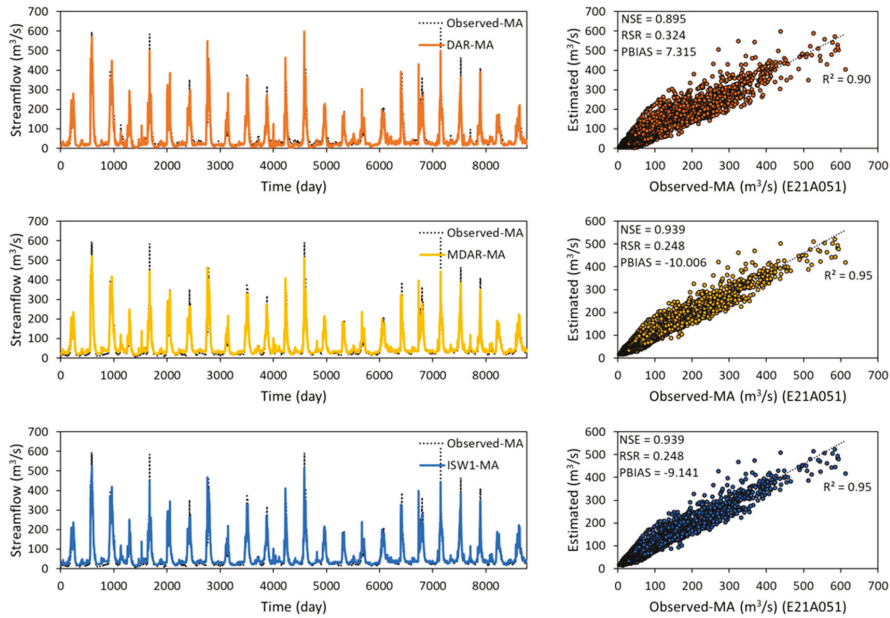 Streamflow (m³/s)
700
600
500
400
300
200
100
0
Observed-MA
DAR-MA
0 1000 2000 3000 4000 5000 6000 7000 8000
Time (day)
Estimated (m³/s)
700
600
500
400
300
200
100
0
NSE = 0.895
RSR = 0.324
PBIAS = 7.315
R² = 0.90
0 100 200 300 400 500 600 700
Observed-MA (m³/s) (E21A051)
Streamflow (m³/s)
700
600
500
400
300
200
100
0
Observed-MA
MDAR-MA
0 1000 2000 3000 4000 5000 6000 7000 8000
Time (day)
Estimated (m³/s)
600
500
400
300
200
100
0
NSE = 0.939
RSR = 0.248
PBIAS = -10.006
R² = 0.95
0 100 200 300 400 500 600 700
Observed-MA (m³/s) (E21A051)
Streamflow (m³/s)
700
600
500
400
300
200
100
0
Observed-MA
ISW1-MA
0 1000 2000 3000 4000 5000 6000 7000 8000
Time (day)
Estimated (m³/s)
600
500
400
300
200
100
0
NSE = 0.939
RSR = 0.248
PBIAS = -9.141
R² = 0.95
0 100 200 300 400 500 600 700
Observed-MA (m³/s) (E21A051)